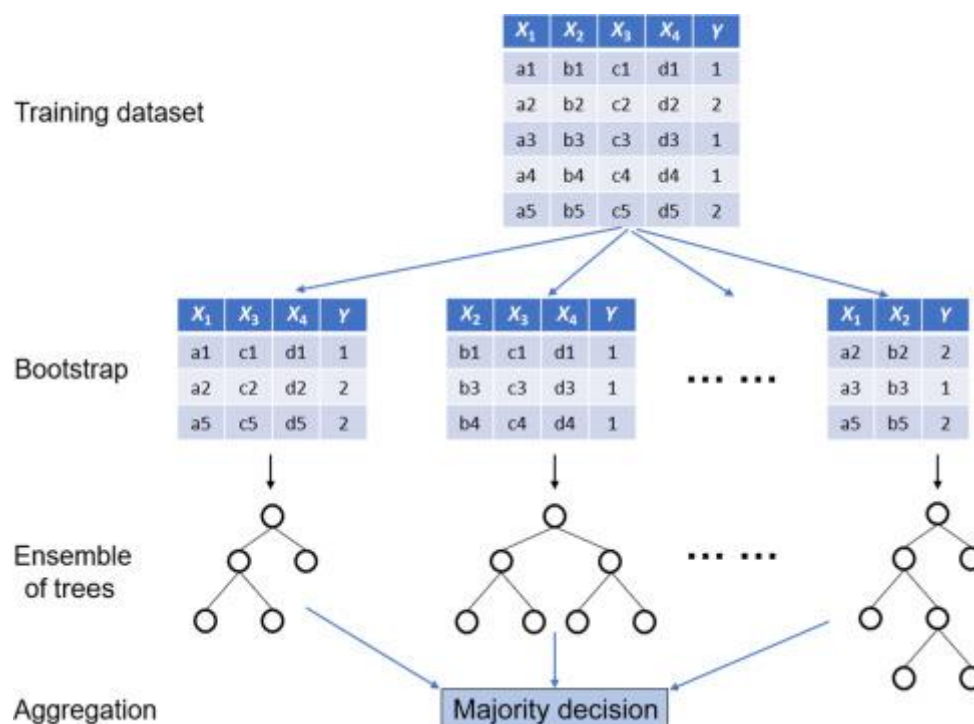 X1 X2 X3 X4 Y
a1 b1 c1 d1 1
Training dataset
a2 b2 c2 d2 2
a3 b3 c3 d3 1
a4 b4 c4 d4 1
a5 b5 c5 d5 2
Bootstrap
X1 X3 X4 Y
a1 c1 d1 1
a2 c2 d2 2
a5 c5 d5 2
X2 X3 X4 Y
b1 c1 d1 1
b3 c3 d3 1
b4 c4 d4 1
... ...
X1 X2 Y
a2 b2 2
a3 b3 1
a5 b5 2
Ensemble
of trees
... ...
Aggregation
Majority decision